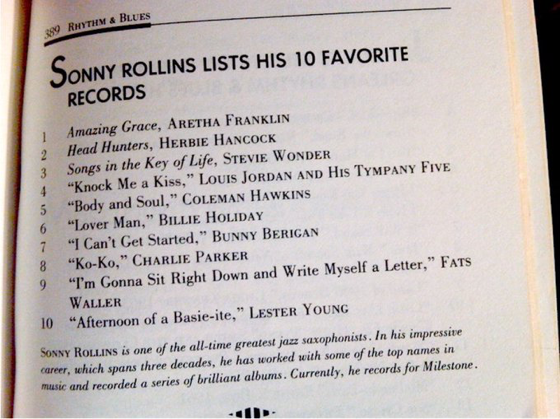 389 RHYTHM & BLUES
SONNY ROLLINS LISTS HIS 10 FAVORITE
RECORDS
1 Amazing Grace, ARETHA FRANKLIN
2 Head Hunters, HERBIE HANCOCK
3 Songs in the Key of Life, STEVIE WONDER
4 "Knock Me a Kiss," LOUIS JORDAN AND HIS TYMPANY FIVE
5 "Body and Soul," COLEMAN HAWKINS
6 "Lover Man," BILLIE HOLIDAY
7 "I Can't Get Started," BUNNY BERIGAN
8 "Ko-Ko," CHARLIE PARKER
9 "I'm Gonna Sit Right Down and Write Myself a Letter," FATS
WALLER
10 "Afternoon of a Basie-ite," LESTER YOUNG
SONNY ROLLINS is one of the all-time greatest jazz saxophonists. In his impressive
career, which spans three decades, he has worked with some of the top names in
music and recorded a series of brilliant albums. Currently, he records for Milestone.